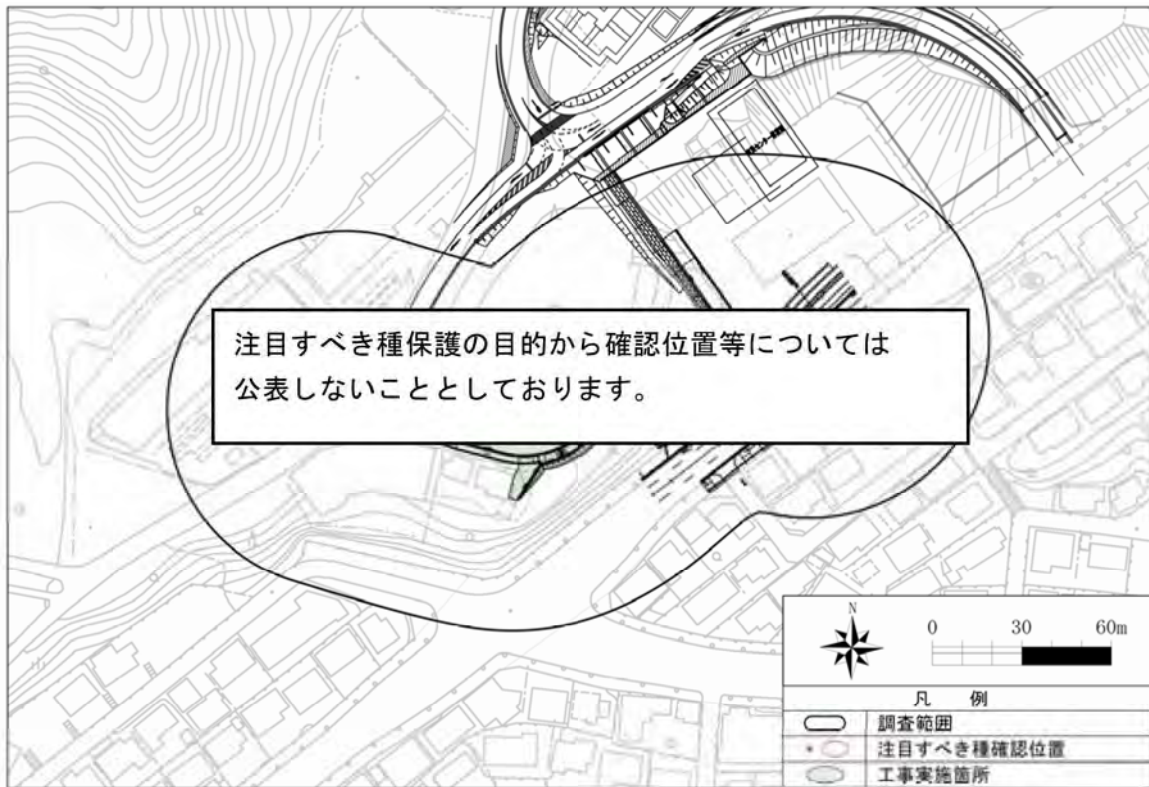 注目すべき種保護の目的から確認位置等については
公表しないこととしております。
N
0 30 60m
凡 例
調査範囲
注目すべき種確認位置
工事実施箇所